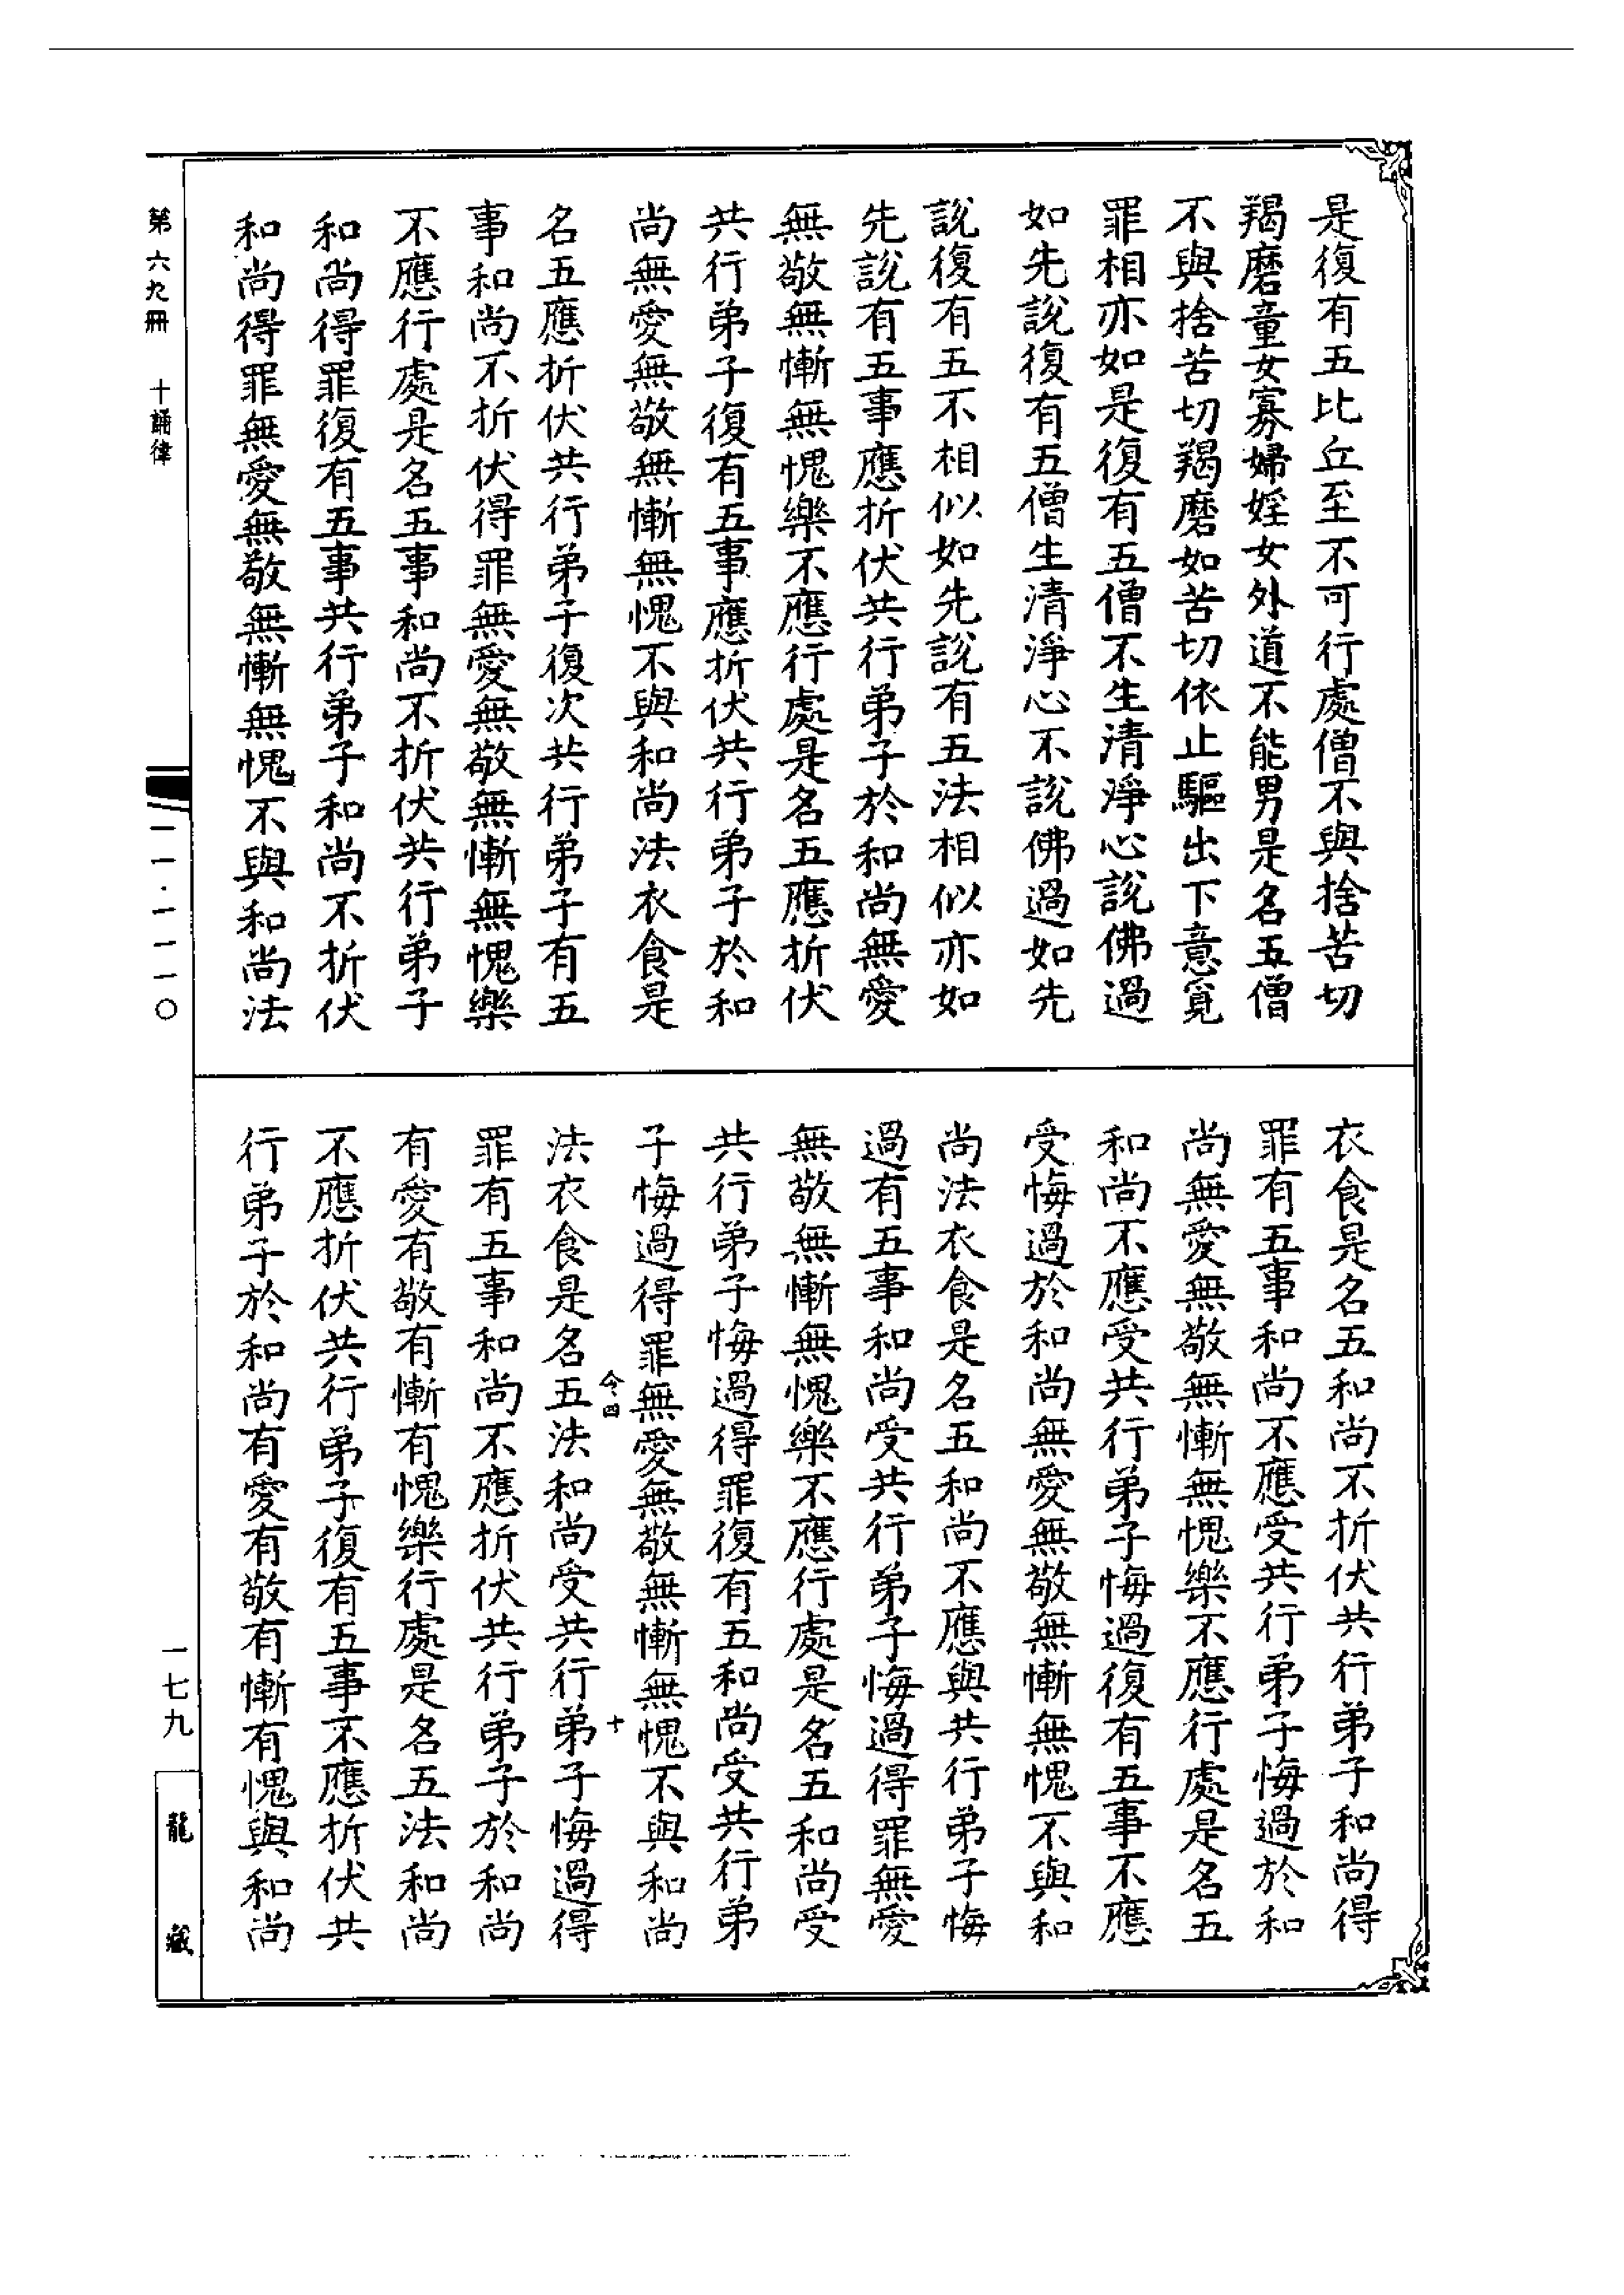 是復有五比丘至不可行處僧不與捨苦切
羯磨童女寡婦婬女外道不能男是名五僧
不與捨苦切羯磨如苦切依止驅出下意覓
罪相亦如是復有五僧不生清淨心說佛過
如先說復有五僧生清淨心不說佛過如先
說復有五不相似如先說有五法相似亦如
先說有五事應折伏共行弟子於和尚無愛
無敬無慚無愧樂不應行處是名五應折伏
共行弟子復有五事應折伏共行弟子於和
尚無愛無敬無慚無愧不與和尚法衣食是
名五應折伏共行弟子復次共行弟子有五
事和尚不折伏得罪無愛無敬無慚無愧樂
不應行處是名五事和尚不折伏共行弟子
和尚得罪復有五事共行弟子和尚不折伏
和尚得罪無愛無敬無慚無愧不與和尚法
衣食是名五和尚不折伏共行弟子和尚得
罪有五事和尚不應受共行弟子悔過於和
尚無愛無敬無慚無愧樂不應行處是名五
和尚不應受共行弟子悔過復有五事不應
受悔過於和尚無愛無敬無慚無愧不與和
尚法衣食是名五和尚不應與共行弟子悔
過有五事和尚受共行弟子悔過得罪無愛
無敬無慚無愧樂不應行處是名五和尚受
共行弟子悔過得罪復有五和尚受共行弟
子悔過得罪無愛無敬無慚無愧不與和尚
令四
十
法衣食是名五法和尚受共行弟子悔過得
罪有五事和尚不應折伏共行弟子於和尚
有愛有敬有慚有愧樂行處是名五法和尚
不應折伏共行弟子復有五事不應折伏共
行弟子於和尚有愛有敬有慚有愧與和尚
第六九冊 十誦律
一一·一一一〇
一七九
龍藏